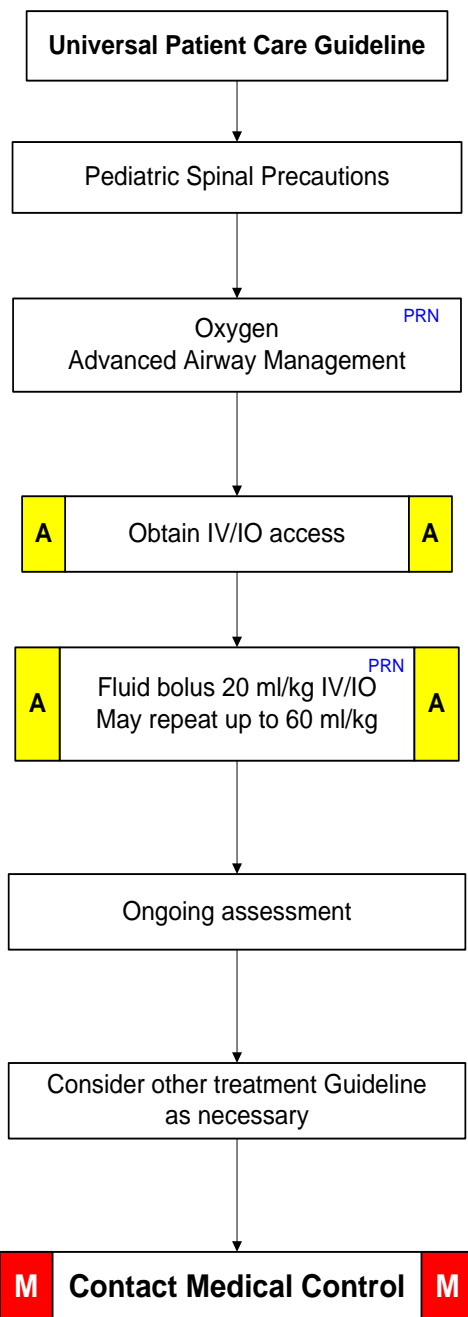 Universal Patient Care Guideline
Pediatric Spinal Precautions
PRN
Oxygen
Advanced Airway Management
A Obtain IV/IO access A
PRN
Fluid bolus 20 ml/kg IV/IO
A May repeat up to 60 ml/kg A
Ongoing assessment
Consider other treatment Guideline
as necessary
M Contact Medical Control M